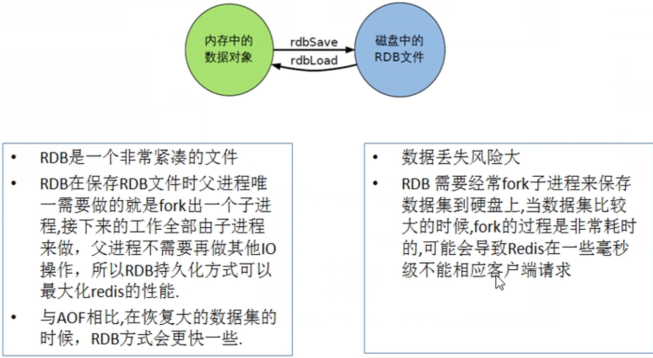 内存中的
数据对象
rdbSave
rdbLoad
磁盘中的
RDB文件
• RDB是一个非常紧凑的文件
• RDB在保存RDB文件时父进程唯
一需要做的就是fork出一个子进
程,接下来的工作全部由子进程
来做，父进程不需要再做其他IO
操作，所以RDB持久化方式可以
最大化redis的性能.
• 与AOF相比,在恢复大的数据集的
时候，RDB方式会更快一些.
• 数据丢失风险大
• RDB 需要经常fork子进程来保存
数据集到硬盘上,当数据集比较
大的时候,fork的过程是非常耗时
的,可能会导致Redis在一些毫秒
级不能相应客户端请求